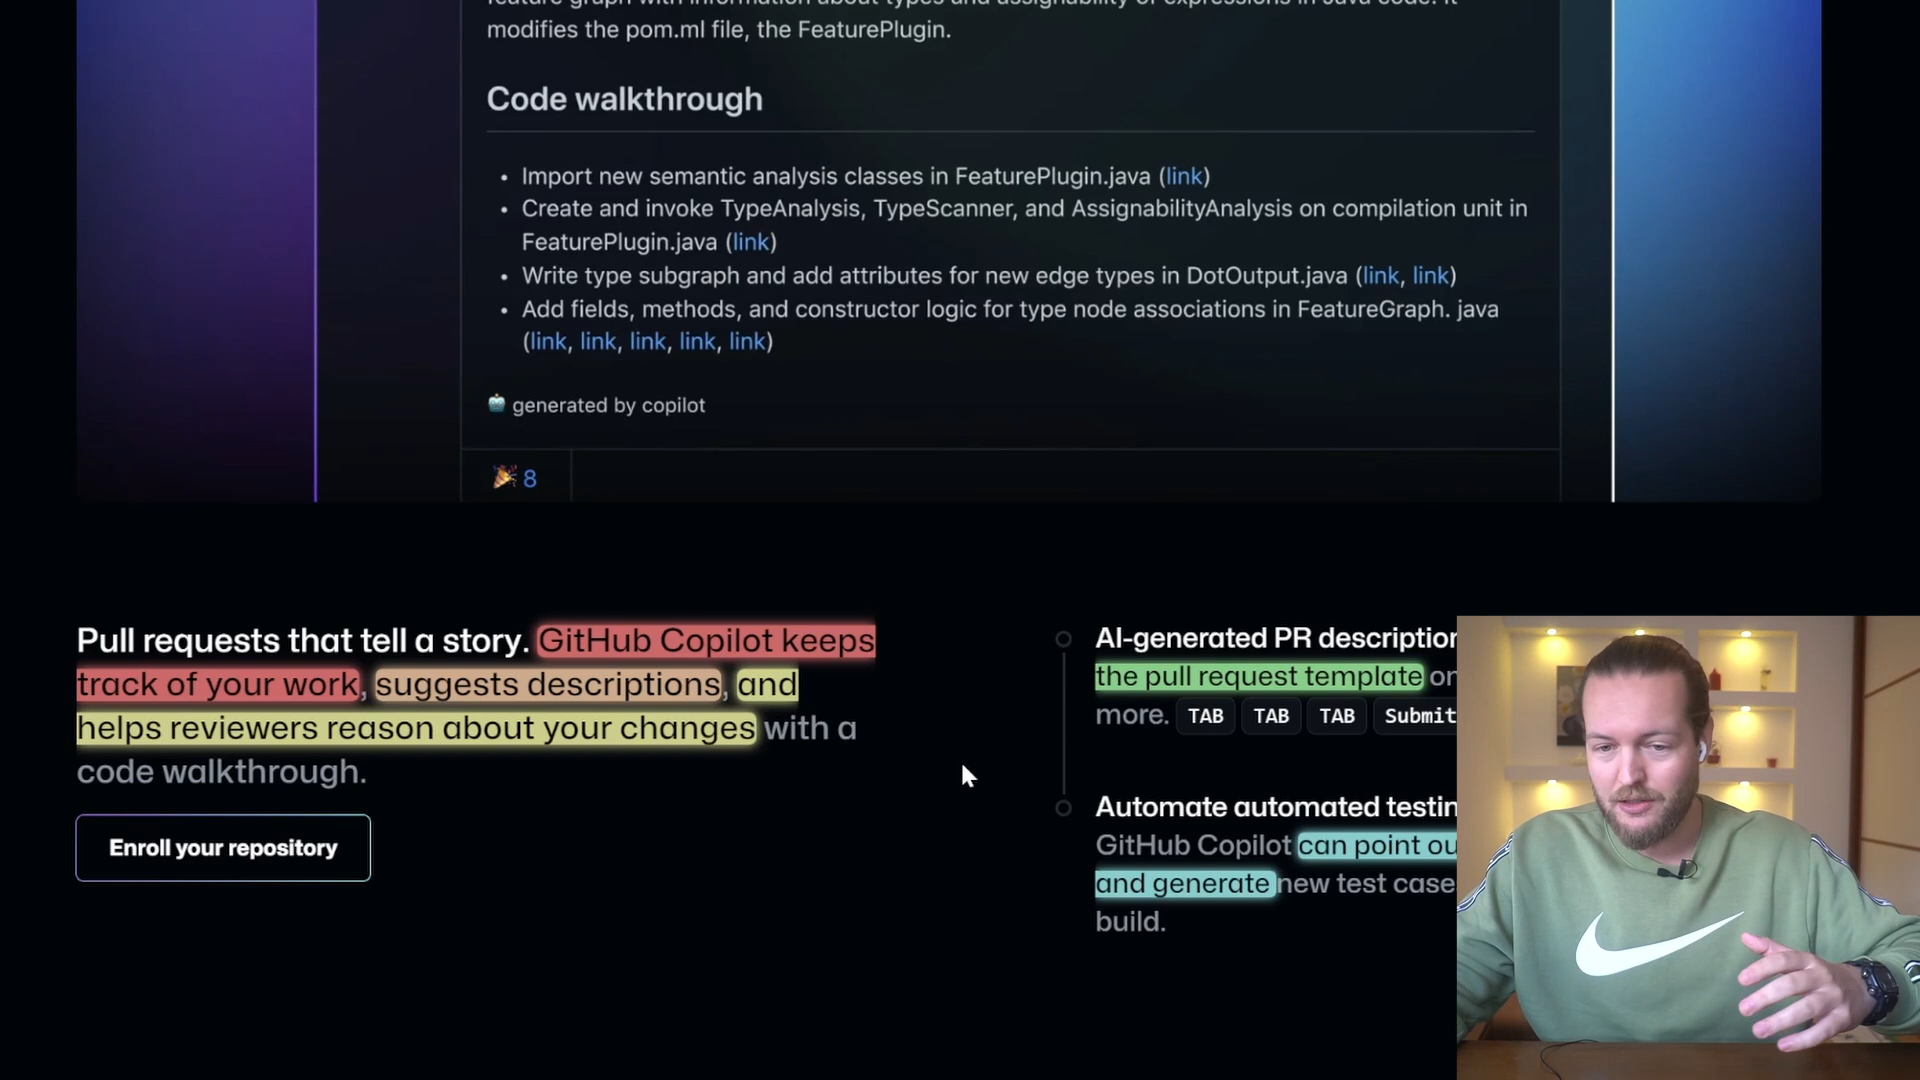 modifies the pom.ml file, the FeaturePlugin.
Code walkthrough
• Import new semantic analysis classes in FeaturePlugin.java (link)
• Create and invoke TypeAnalysis, TypeScanner, and AssignabilityAnalysis on compilation unit in
FeaturePlugin.java (link)
• Write type subgraph and add attributes for new edge types in DotOutput.java (link, link)
• Add fields, methods, and constructor logic for type node associations in FeatureGraph. java
(link, link, link, link, link)
generated by copilot
8
Pull requests that tell a story. GitHub Copilot keeps
track of your work, suggests descriptions, and
helps reviewers reason about your changes with a
code walkthrough.
Enroll your repository
AI-generated PR description
the pull request template on
more. TAB TAB TAB Submit
Automate automated testin
GitHub Copilot can point ou
and generate new test case
build.